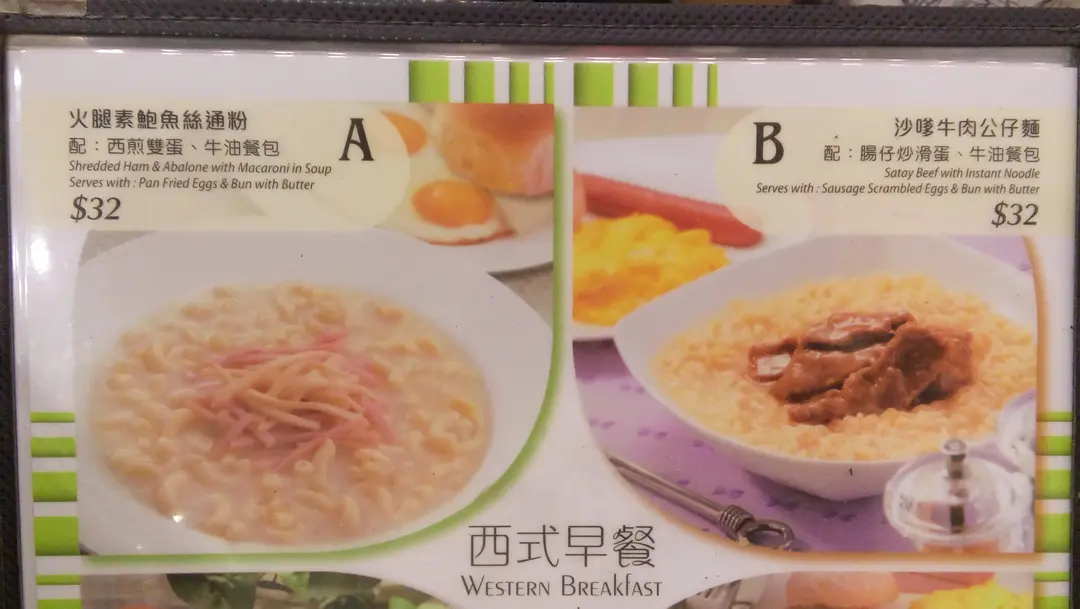 火腿素鮑魚絲通粉
配：西煎雙蛋、牛油餐包
Shredded Ham & Abalone with Macaroni in Soup
Serves with : Pan Fried Eggs & Bun with Butter
$32
A
B
沙嗲牛肉公仔麵
配：腸仔炒滑蛋、牛油餐包
Satay Beef with Instant Noodle
Serves with : Sausage Scrambled Eggs & Bun with Butter
$32
西式早餐
WESTERN BREAKFAST